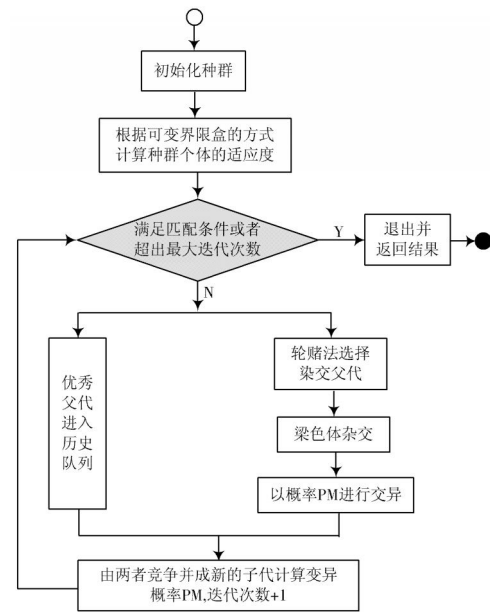 初始化种群
根据可变界限盒的方式
计算种群个体的适应度
满足匹配条件或者
超出最大迭代次数
Y
退出并
返回结果
N
优秀
父代
进入
历史
队列
轮赌法选择
染交父代
梁色体杂交
以概率PM进行交异
由两者竞争并成新的子代计算变异
概率PM,迭代次数+1